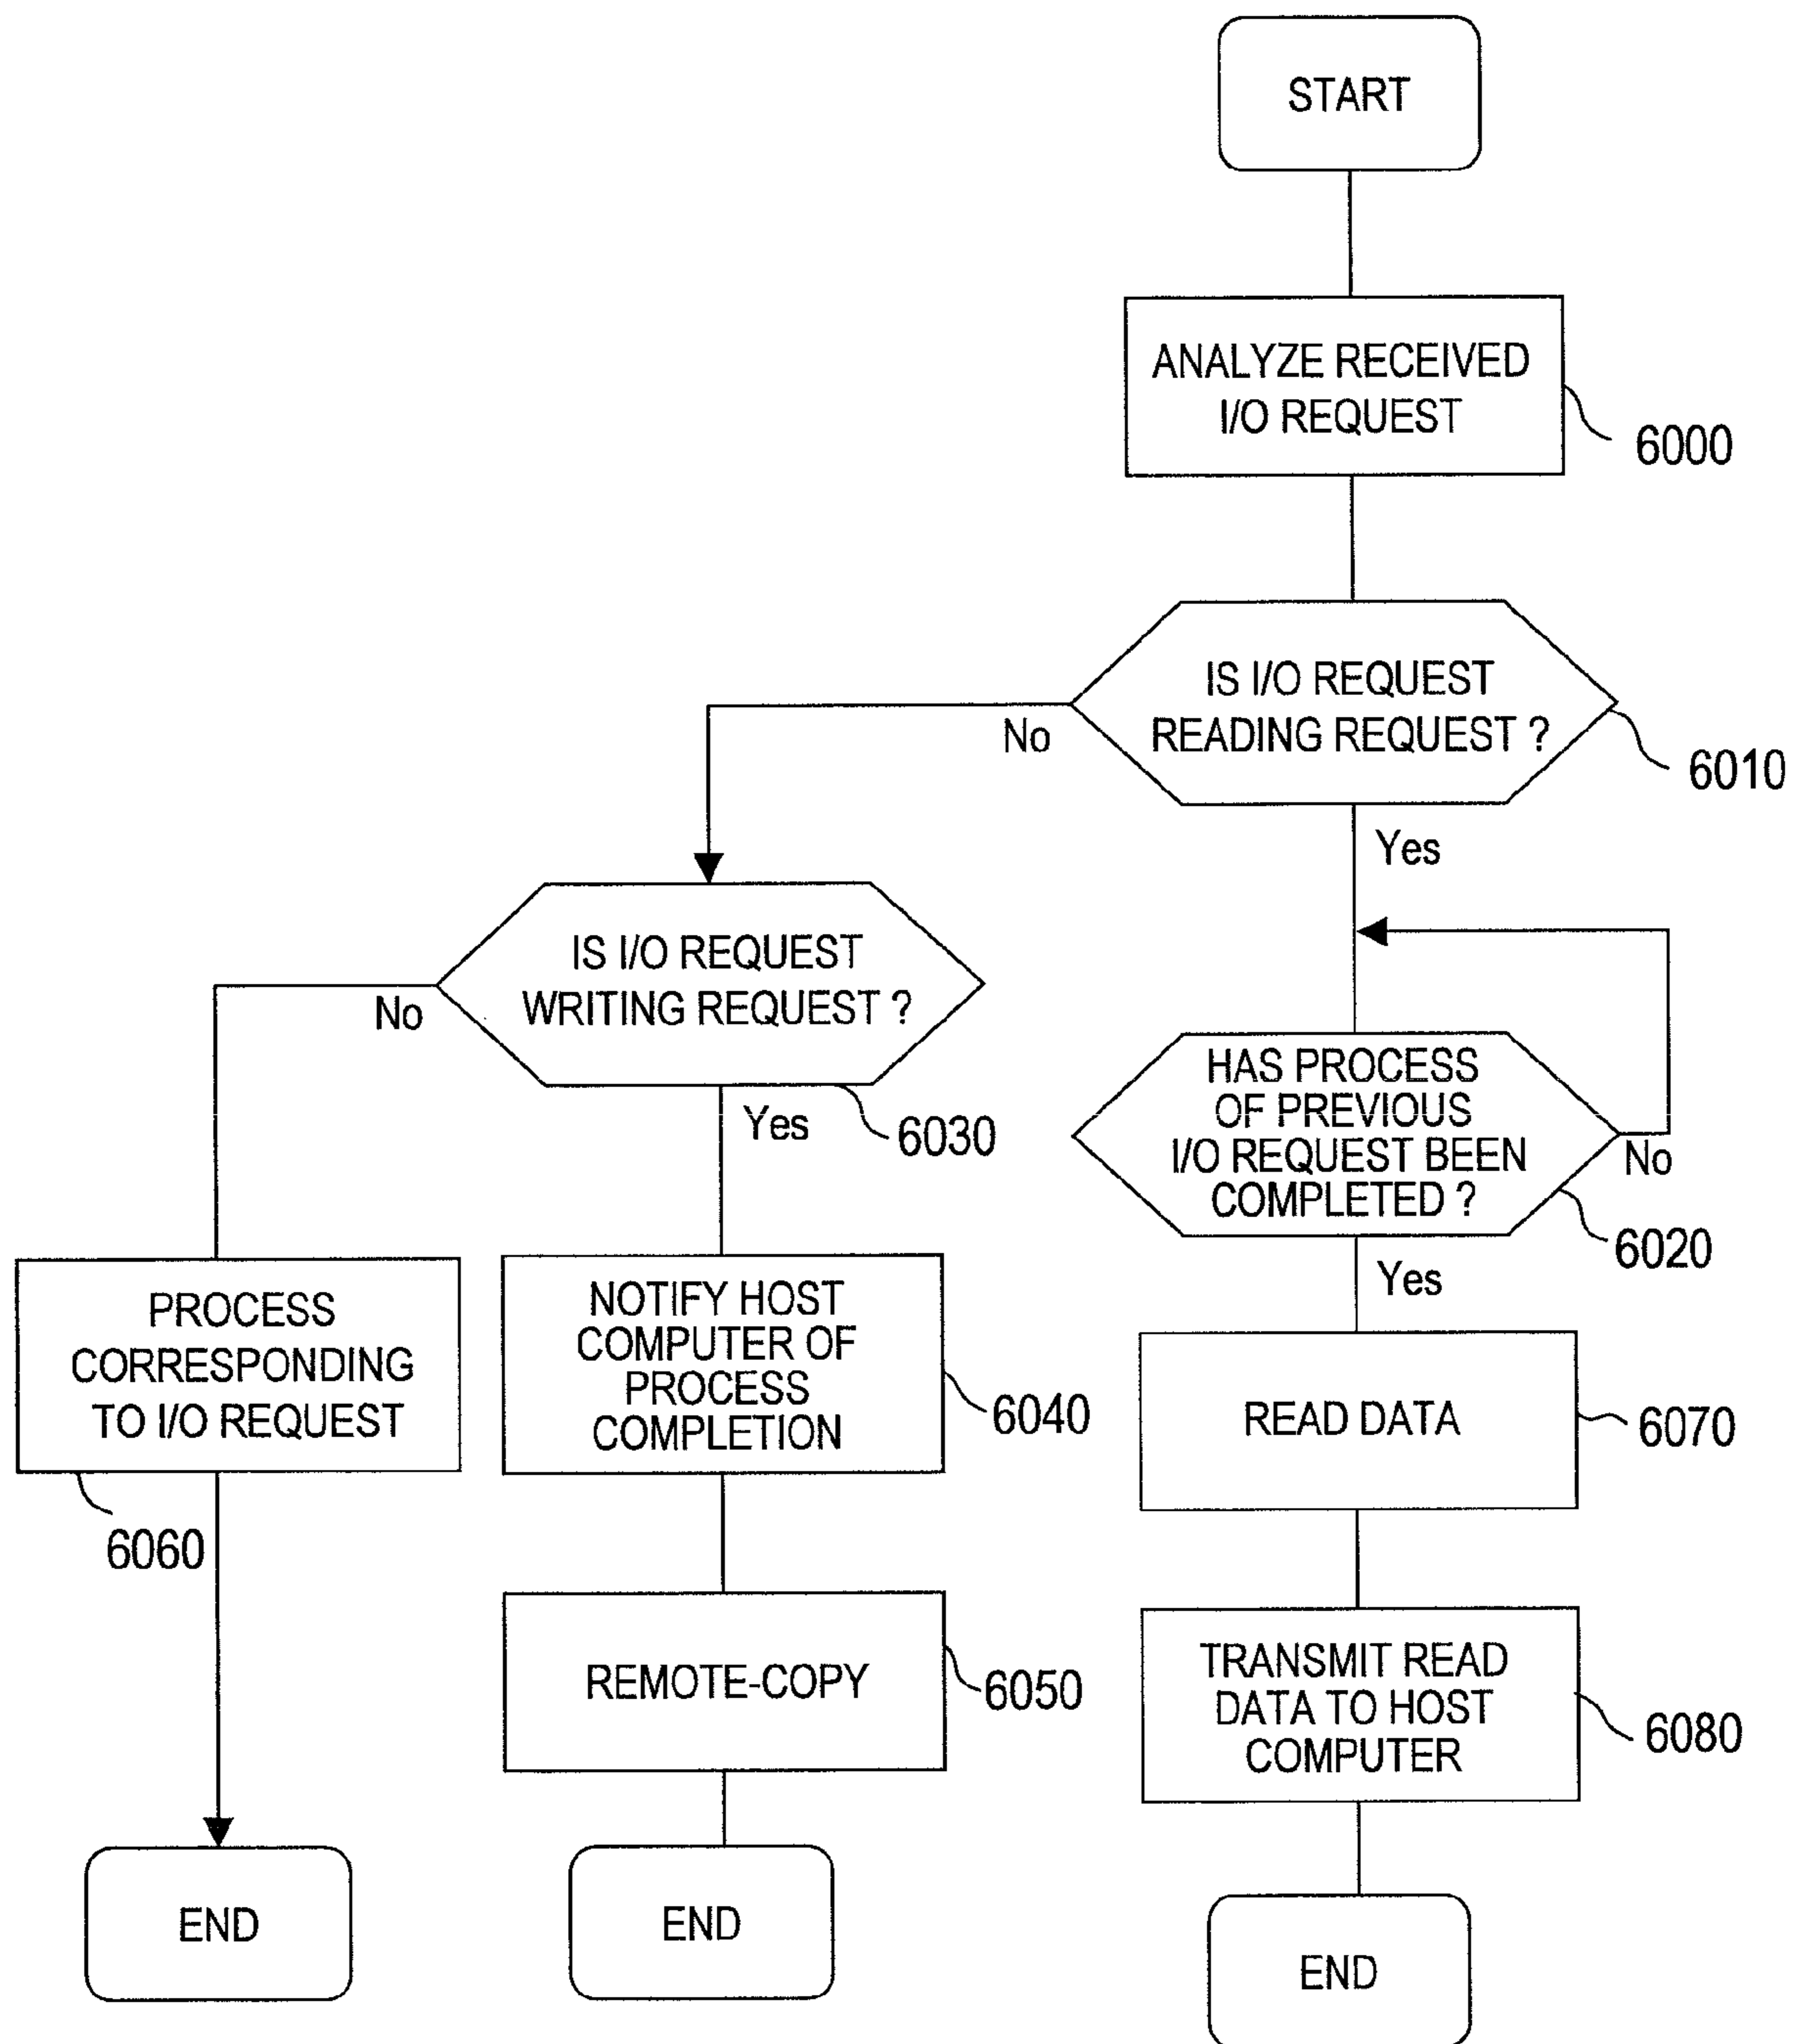 START
ANALYZE RECEIVED
I/O REQUEST
6000
IS I/O REQUEST
READING REQUEST ?
6010
No
Yes
IS I/O REQUEST
WRITING REQUEST ?
6030
No
Yes
HAS PROCESS
OF PREVIOUS
I/O REQUEST BEEN
COMPLETED ?
6020
No
Yes
PROCESS
CORRESPONDING
TO I/O REQUEST
6060
NOTIFY HOST
COMPUTER OF
PROCESS
COMPLETION
6040
READ DATA
6070
REMOTE-COPY
6050
TRANSMIT READ
DATA TO HOST
COMPUTER
6080
END
END
END